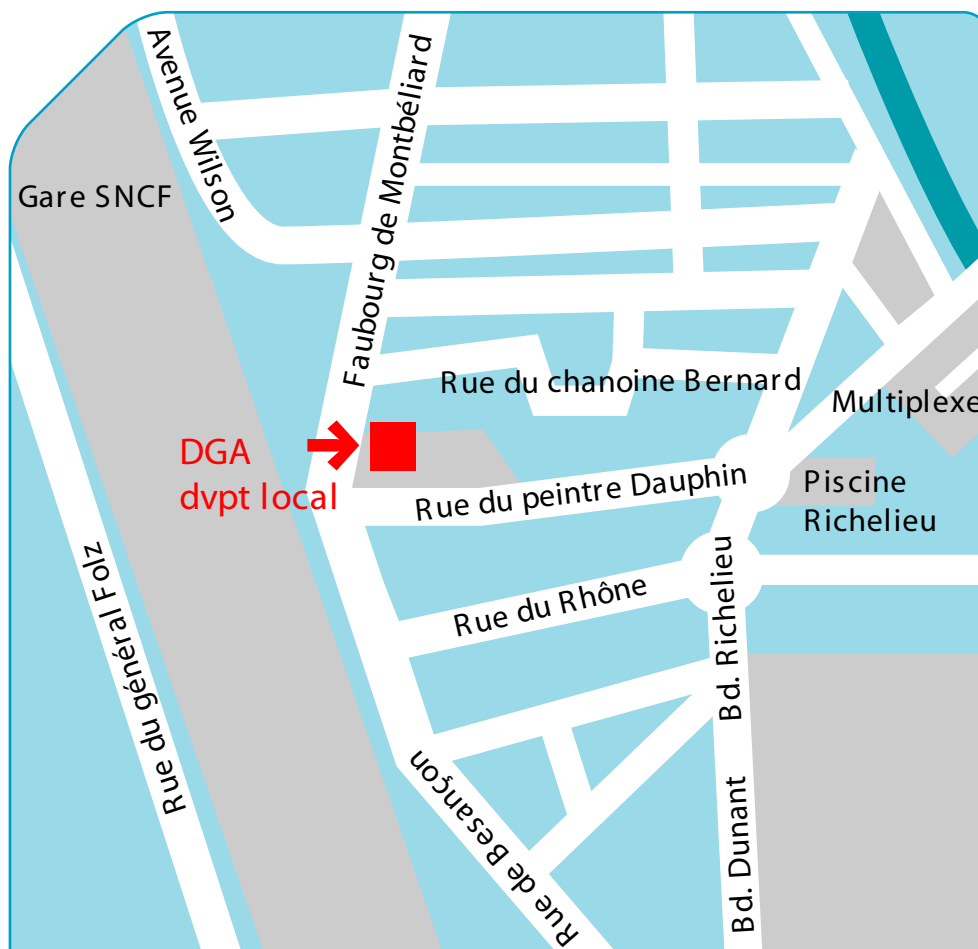 Avenue Wilson
Faubourg de Montbéliard
Gare SNCF
Rue du chanoine Bernard
Multiplexe
DGA
dvpt local
Rue du peintre Dauphin
Piscine
Richelieu
Rue du général Folz
Rue du Rhône
Bd. Richelieu
Rue de Besançon
Bd. Dunant